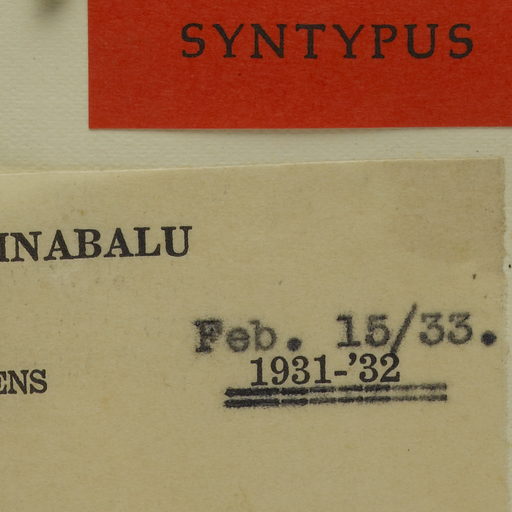 SYNTYPUS
INABALU
Feb. 15/33.
1931-'32
ENS